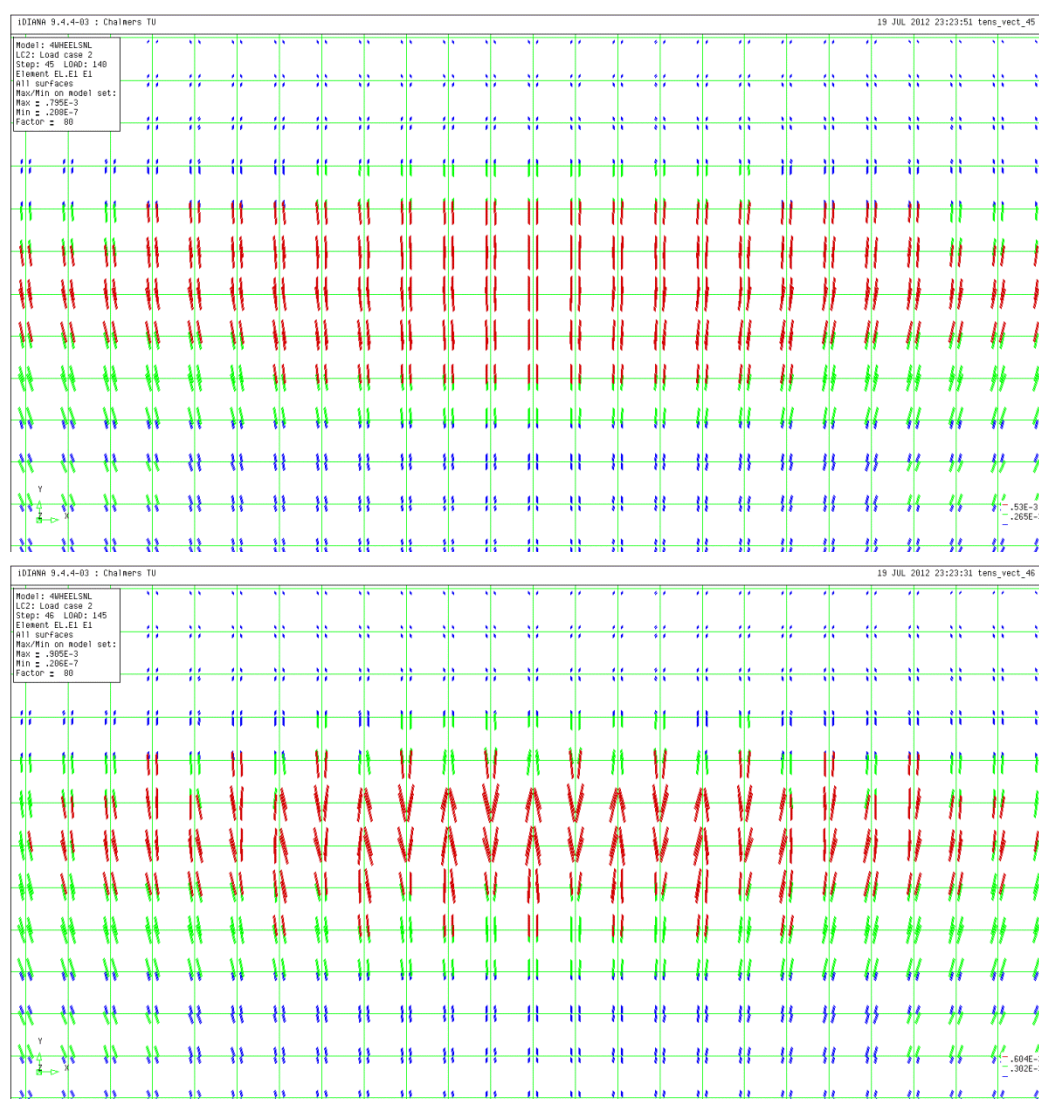 iDIANA 9.4.4-03 : Chalmers TU 19 JUL 2012 23:23:51 tens_vect_45
Model: 4WHEELSNL
LC2: Load case 2
Step: 45 LOAD: 140
Element EL.E1 E1
All surfaces
Max/Min on model set:
Max = .795E-3
Min = .208E-7
Factor = 80
Y
Z X
.53E-3
.265E-
iDIANA 9.4.4-03 : Chalmers TU 19 JUL 2012 23:23:31 tens_vect_46
Model: 4WHEELSNL
LC2: Load case 2
Step: 46 LOAD: 145
Element EL.E1 E1
All surfaces
Max/Min on model set:
Max = .905E-3
Min = .206E-7
Factor = 80
Y
Z X
.604E-
.302E-